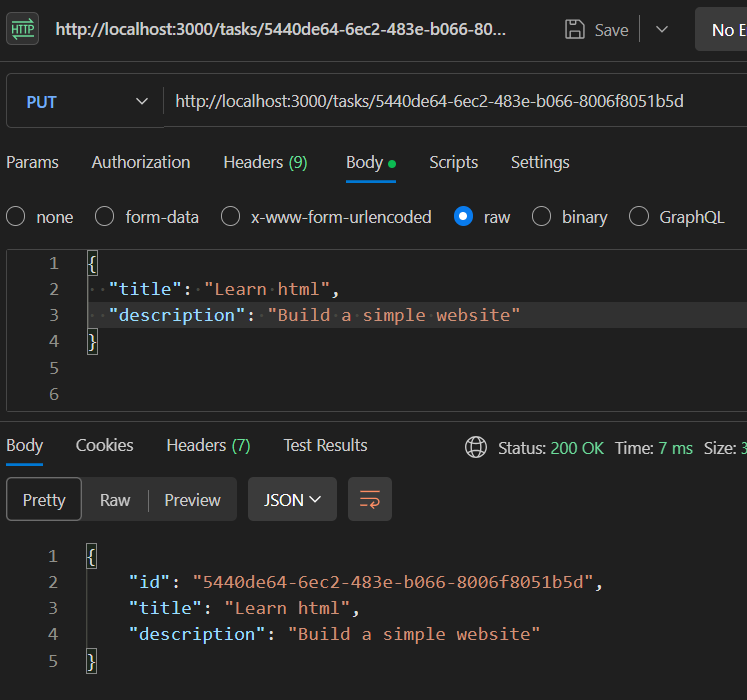 HTTP http://localhost:3000/tasks/5440de64-6ec2-483e-b066-80... Save No E
PUT http://localhost:3000/tasks/5440de64-6ec2-483e-b066-8006f8051b5d
Params Authorization Headers (9) Body Scripts Settings
none form-data x-www-form-urlencoded raw binary GraphQL
1 {
2 "title": "Learn html",
3 "description": "Build a simple website"
4 }
5
6
Body Cookies Headers (7) Test Results Status: 200 OK Time: 7 ms Size: 3
Pretty Raw Preview JSON
1 {
2 "id": "5440de64-6ec2-483e-b066-8006f8051b5d",
3 "title": "Learn html",
4 "description": "Build a simple website"
5 }